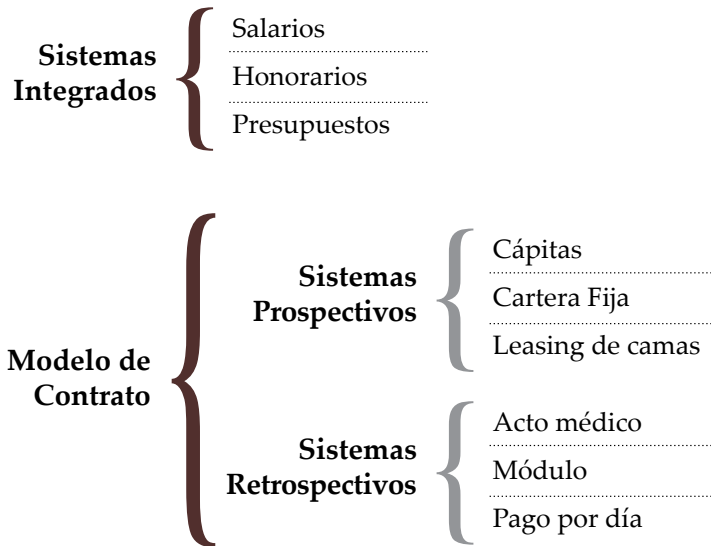 Sistemas
Integrados
Salarios
Honorarios
Presupuestos
Modelo de
Contrato
Sistemas
Prospectivos
Cápitas
Cartera Fija
Leasing de camas
Sistemas
Retrospectivos
Acto médico
Módulo
Pago por día